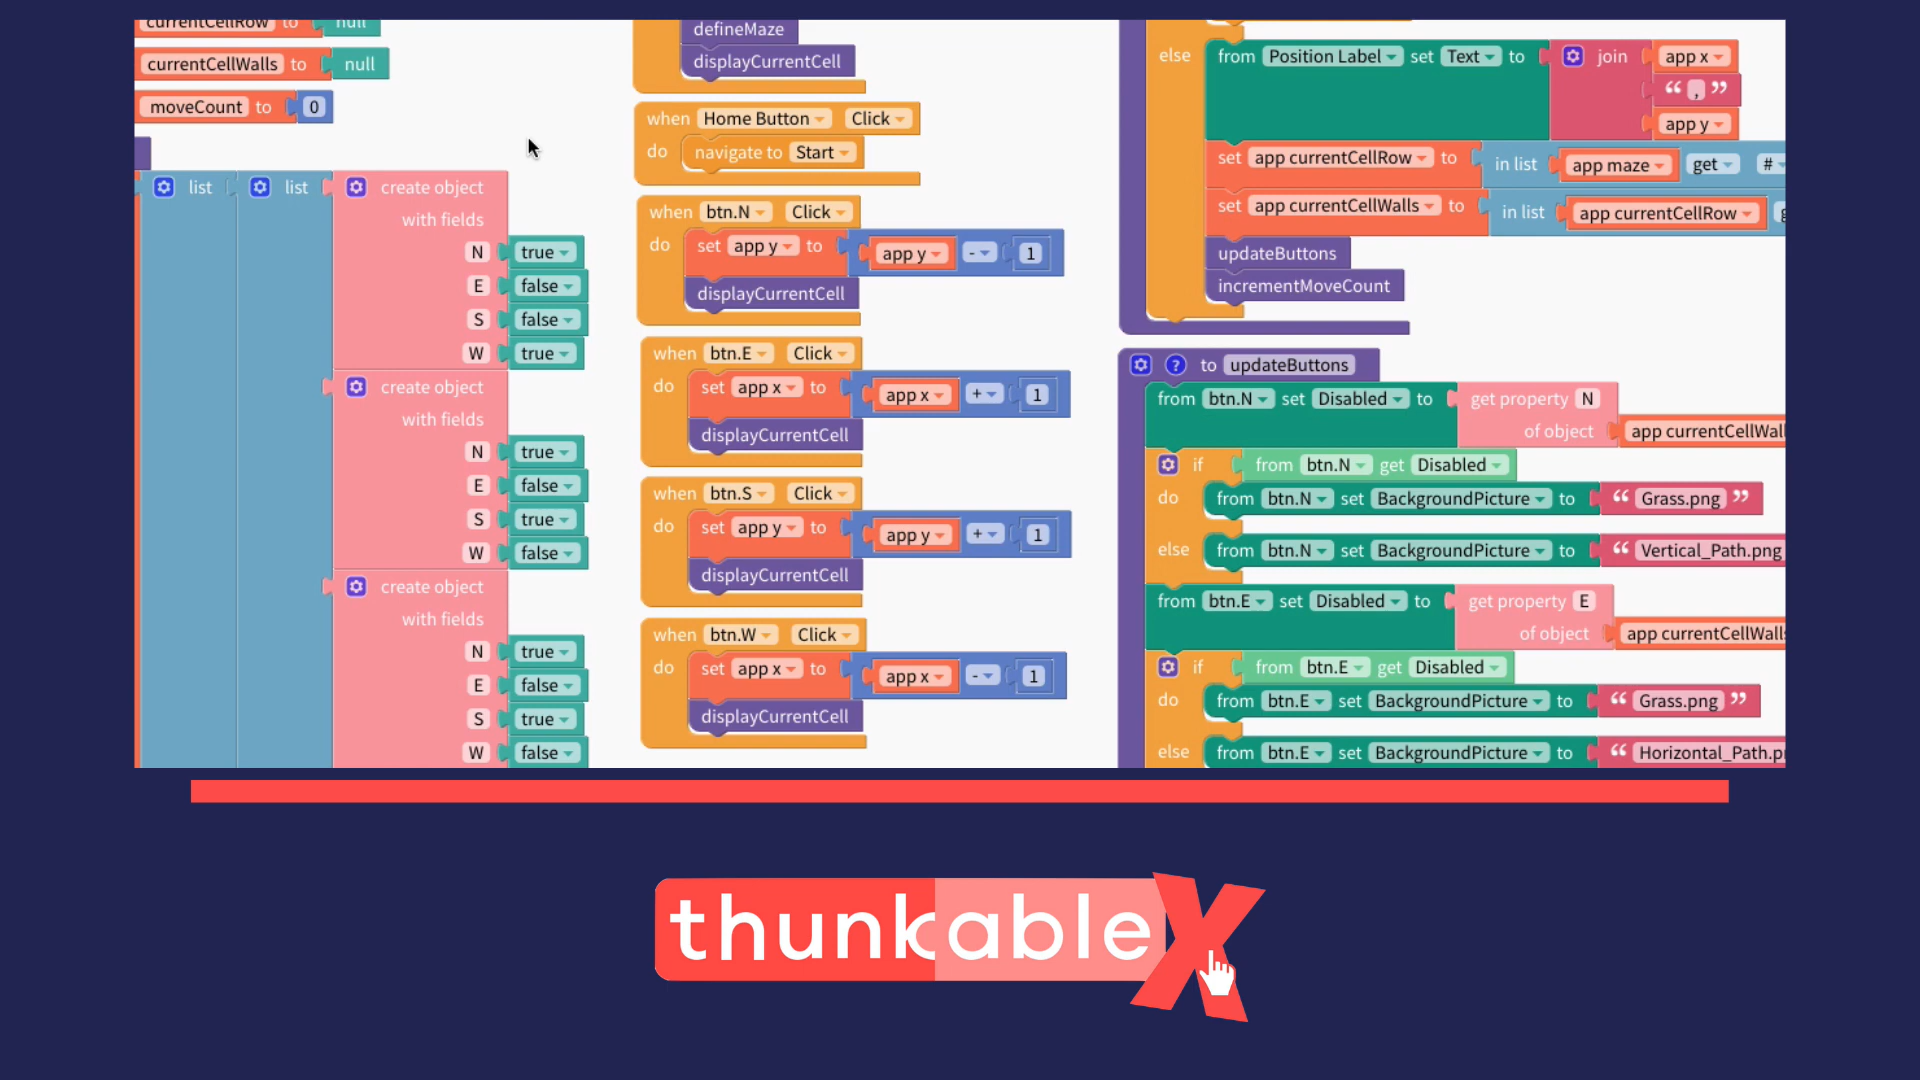 currentCellRow to null
currentCellWalls to null
moveCount to 0
list list create object
with fields
N true
E false
S false
W true
create object
with fields
N true
E false
S true
W false
create object
with fields
N true
E false
S true
W false
defineMaze
displayCurrentCell
when Home Button Click
do navigate to Start
when btn.N Click
do set app y to app y - 1
displayCurrentCell
when btn.E Click
do set app x to app x + 1
displayCurrentCell
when btn.S Click
do set app y to app y + 1
displayCurrentCell
when btn.W Click
do set app x to app x - 1
displayCurrentCell
else from Position Label set Text to join app x
“ , ”
app y
set app currentCellRow to in list app maze get #
set app currentCellWalls to in list app currentCellRow
updateButtons
incrementMoveCount
? to updateButtons
from btn.N set Disabled to get property N
of object app currentCellWal
if from btn.N get Disabled
do from btn.N set BackgroundPicture to “ Grass.png ”
else from btn.N set BackgroundPicture to “ Vertical_Path.png
from btn.E set Disabled to get property E
of object app currentCellWall
if from btn.E get Disabled
do from btn.E set BackgroundPicture to “ Grass.png ”
else from btn.E set BackgroundPicture to “ Horizontal_Path.p
thunkable X